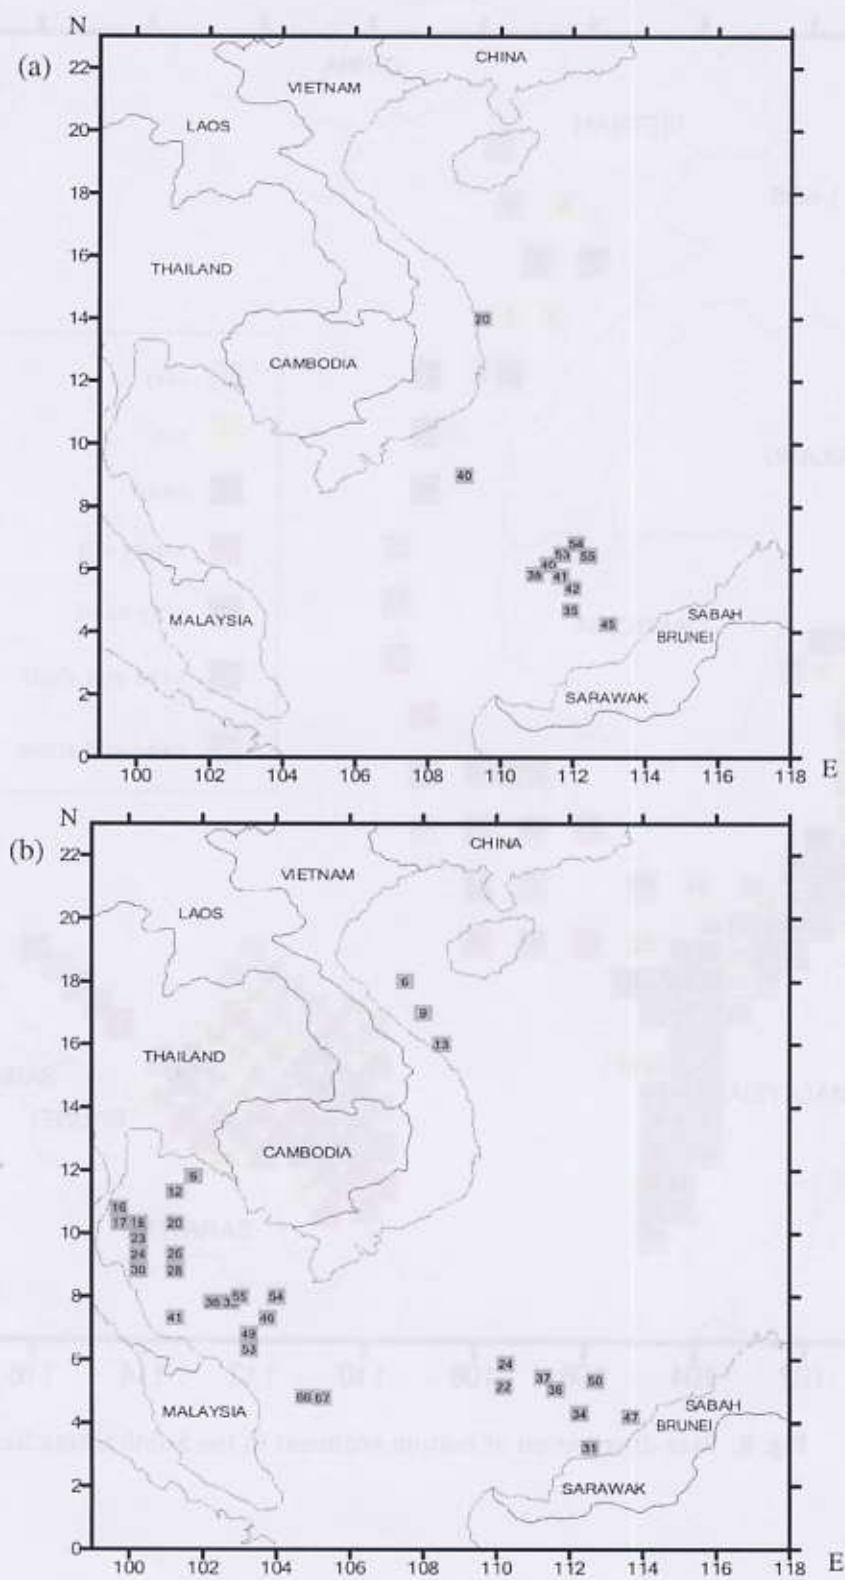 N
(a)
22
CHINA
VIETNAM
20
LAOS
18
16
THAILAND
14
20
CAMBODIA
12
10
40
8
54
53 55
6
41
42
MALAYSIA
4
35
45
SABAH
BRUNEI
2
SARAWAK
0
100 102 104 106 108 110 112 114 116 118 E
N
(b)
22
CHINA
VIETNAM
20
LAOS
18
6
9
16
13
THAILAND
14
CAMBODIA
12
12
16
17 18 20
10
23
24 26
30 28
8
55 54
41 46
49
53
6
24
37 50
22
MALAYSIA
67
34 47
SABAH
4
BRUNEI
31
2
SARAWAK
0
100 102 104 106 108 110 112 114 116 118 E